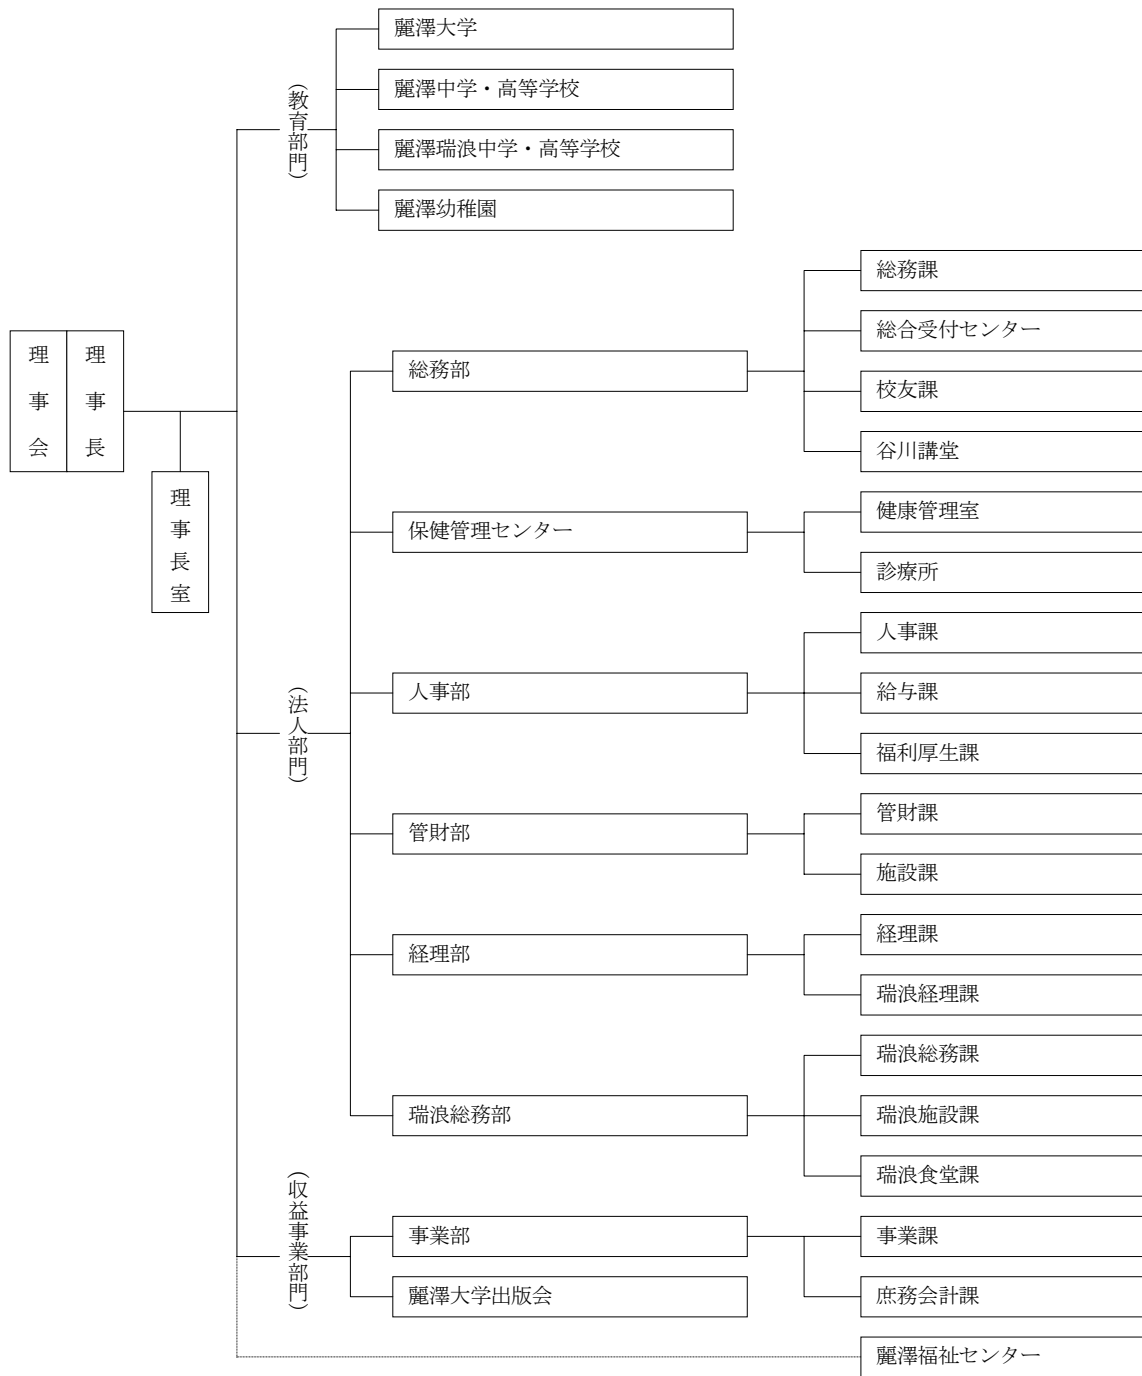 麗澤大学
麗澤中学・高等学校
麗澤瑞浪中学・高等学校
麗澤幼稚園
(教育部門)
理事会
理事長
理事長室
(法人部門)
総務部
総務課
総合受付センター
校友課
谷川講堂
保健管理センター
健康管理室
診療所
人事部
人事課
給与課
福利厚生課
管財部
管財課
施設課
経理部
経理課
瑞浪経理課
瑞浪総務部
瑞浪総務課
瑞浪施設課
瑞浪食堂課
(収益事業部門)
事業部
事業課
庶務会計課
麗澤大学出版会
麗澤福祉センター